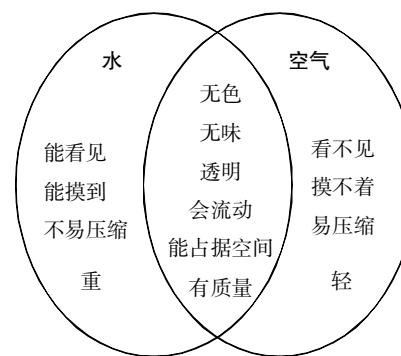 水
空气
能看见
能摸到
不易压缩
重
无色
无味
透明
会流动
能占据空间
有质量
看不见
摸不着
易压缩
轻